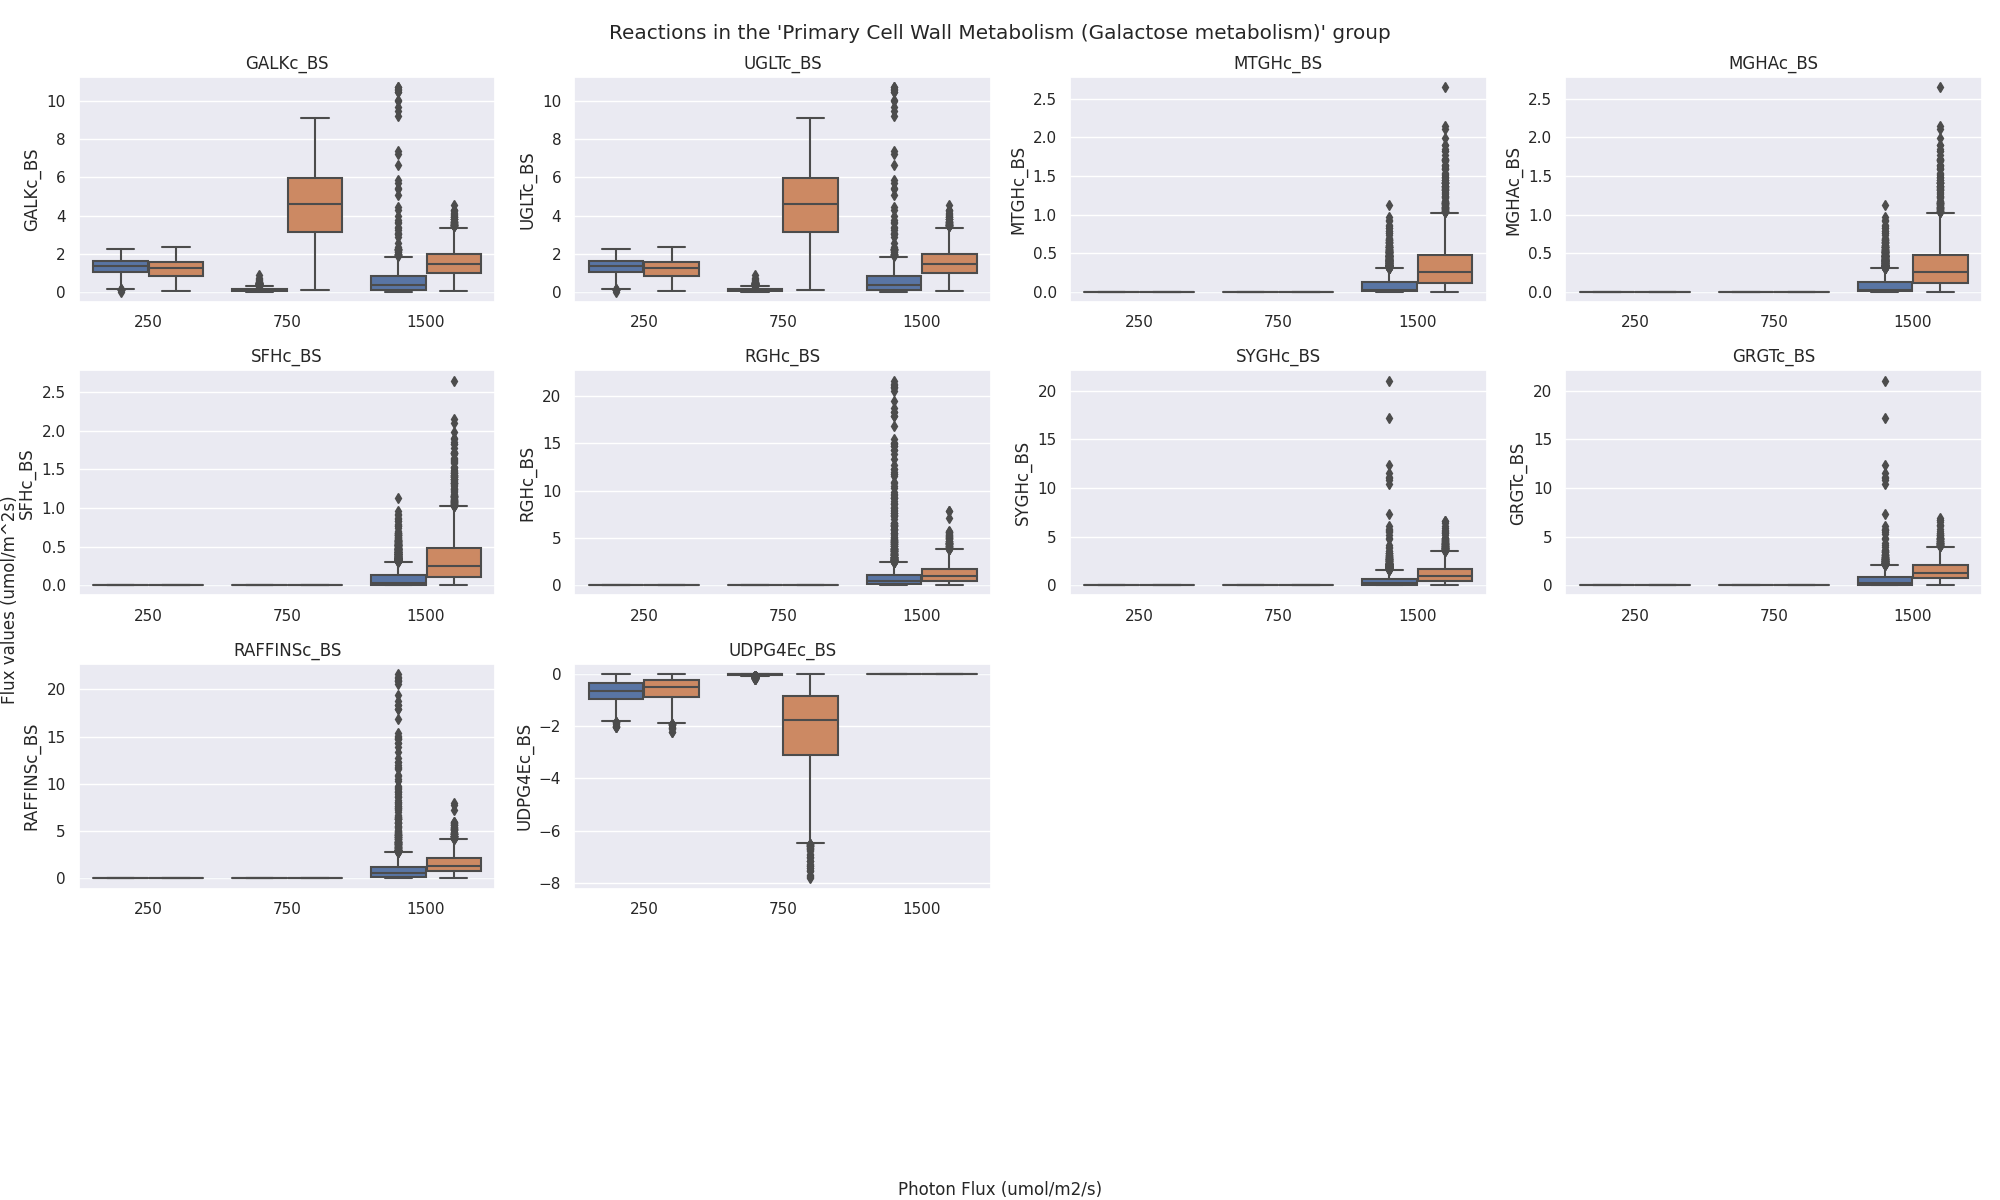 Reactions in the 'Primary Cell Wall Metabolism (Galactose metabolism)' group
GALKc_BS
UGLTc_BS
MTGHc_BS
MGHAc_BS
GALKc_BS
10
8
6
4
2
0
250 750 1500
UGLTc_BS
10
8
6
4
2
0
250 750 1500
MTGHc_BS
2.5
2.0
1.5
1.0
0.5
0.0
250 750 1500
MGHAc_BS
2.5
2.0
1.5
1.0
0.5
0.0
250 750 1500
SFHc_BS
RGHc_BS
SYGHc_BS
GRGTc_BS
SFHc_BS
2.5
2.0
1.5
1.0
0.5
0.0
250 750 1500
RGHc_BS
20
15
10
5
0
250 750 1500
SYGHc_BS
20
15
10
5
0
250 750 1500
GRGTc_BS
20
15
10
5
0
250 750 1500
Flux values (umol/m^2s)
RAFFINSc_BS
UDPG4Ec_BS
RAFFINSc_BS
20
15
10
5
0
250 750 1500
UDPG4Ec_BS
0
−2
−4
−6
−8
250 750 1500
Photon Flux (umol/m2/s)